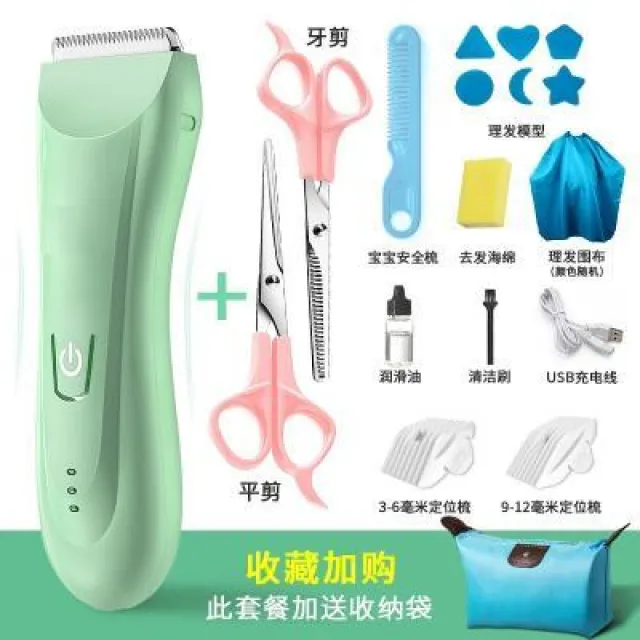 牙剪
理发模型
宝宝安全梳
去发海绵
理发围布
(颜色随机)
润滑油
清洁刷
USB充电线
平剪
3-6毫米定位梳
9-12毫米定位梳
收藏加购
此套餐加送收纳袋